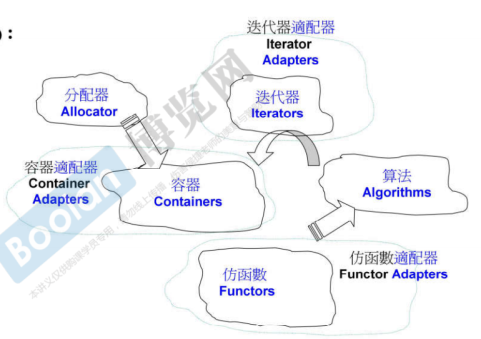 ：
迭代器適配器
Iterator
Adapters
分配器
Allocator
迭代器
Iterators
容器適配器
Container
Adapters
容器
Containers
算法
Algorithms
仿函數
Functors
仿函數適配器
Functor Adapters
Boolan
博览网